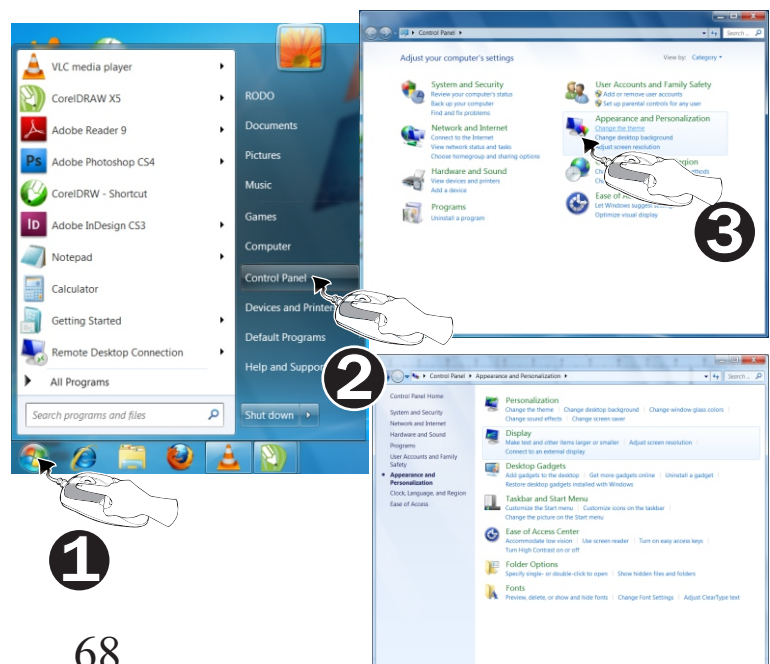 VLC media player
CorelDRAW X5
Adobe Reader 9
Ps Adobe Photoshop CS4
CorelDRW - Shortcut
ID Adobe InDesign CS3
Notepad
Calculator
Getting Started
Remote Desktop Connection
All Programs
Search programs and files
RODO
Documents
Pictures
Music
Games
Computer
Control Panel
Devices and Printers
Default Programs
Help and Suppor
Shut down
1
2
Control Panel
Search...
Adjust your computer's settings
View by: Category
System and Security
Review your computer's status
Back up your computer
Find and fix problems
Network and Internet
Connect to the Internet
View network status and tasks
Choose homegroup and sharing options
Hardware and Sound
View devices and printers
Add a device
Programs
Uninstall a program
User Accounts and Family Safety
Add or remove user accounts
Set up parental controls for any user
Appearance and Personalization
Change the theme
Change desktop background
Adjust screen resolution
Region
Ease of A
Let Windows suggest
Optimize visual display
3
Control Panel Appearance and Personalization
Search...
Control Panel Home
System and Security
Network and Internet
Hardware and Sound
Programs
User Accounts and Family
Safety
Appearance and
Personalization
Clock, Language, and Region
Ease of Access
Personalization
Change the theme Change desktop background Change window glass colors
Change sound effects Change screen saver
Display
Make text and other items larger or smaller Adjust screen resolution
Connect to an external display
Desktop Gadgets
Add gadgets to the desktop Get more gadgets online Uninstall a gadget
Restore desktop gadgets installed with Windows
Taskbar and Start Menu
Customize the Start menu Customize icons on the taskbar
Change the picture on the Start menu
Ease of Access Center
Accommodate low vision Use screen reader Turn on easy access keys
Turn High Contrast on or off
Folder Options
Specify single- or double-click to open Show hidden files and folders
Fonts
Preview, delete, or show and hide fonts Change Font Settings Adjust ClearType text
68